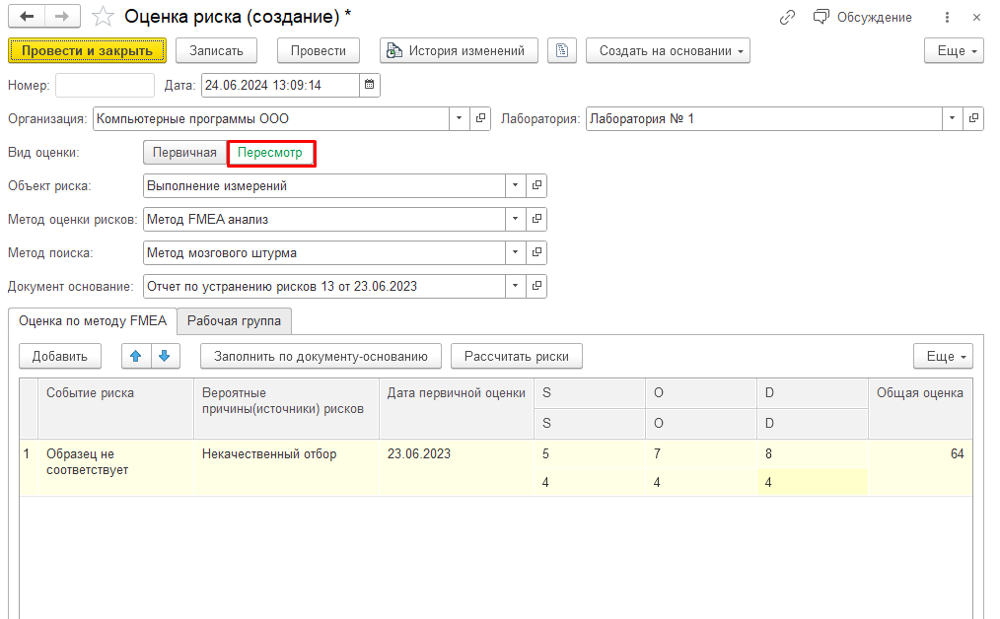 Оценка риска (создание) *
Обсуждение
Провести и закрыть
Записать
Провести
История изменений
Создать на основании
Еще
Номер:
Дата: 24.06.2024 13:09:14
Организация: Компьютерные программы ООО
Лаборатория: Лаборатория № 1
Вид оценки: Первичная Пересмотр
Объект риска: Выполнение измерений
Метод оценки рисков: Метод FMEA анализ
Метод поиска: Метод мозгового штурма
Документ основание: Отчет по устранению рисков 13 от 23.06.2023
Оценка по методу FMEA
Рабочая группа
Добавить
Заполнить по документу-основанию
Рассчитать риски
Еще
Событие риска
Вероятные
причины(источники) рисков
Дата первичной оценки
S O D
Общая оценка
S O D
1
Образец не
соответствует
Некачественный отбор
23.06.2023
5 7 8
64
4 4 4